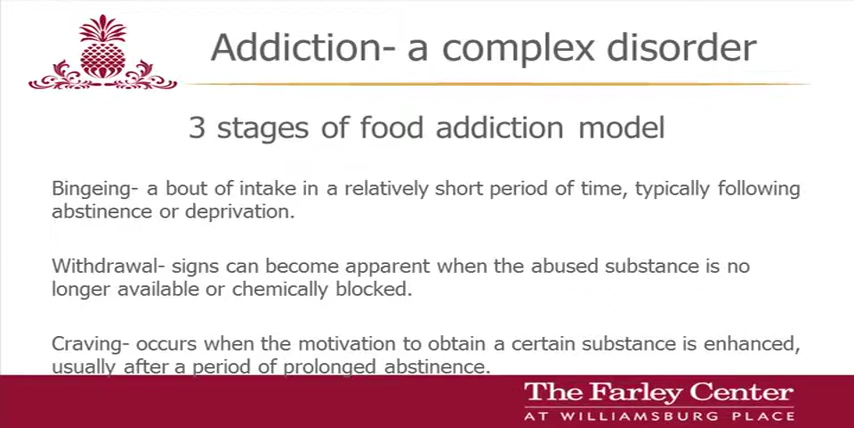 Addiction- a complex disorder
3 stages of food addiction model
Bingeing- a bout of intake in a relatively short period of time, typically following
abstinence or deprivation.
Withdrawal- signs can become apparent when the abused substance is no
longer available or chemically blocked.
Craving- occurs when the motivation to obtain a certain substance is enhanced,
usually after a period of prolonged abstinence.
The Farley Center
AT WILLIAMSBURG PLACE